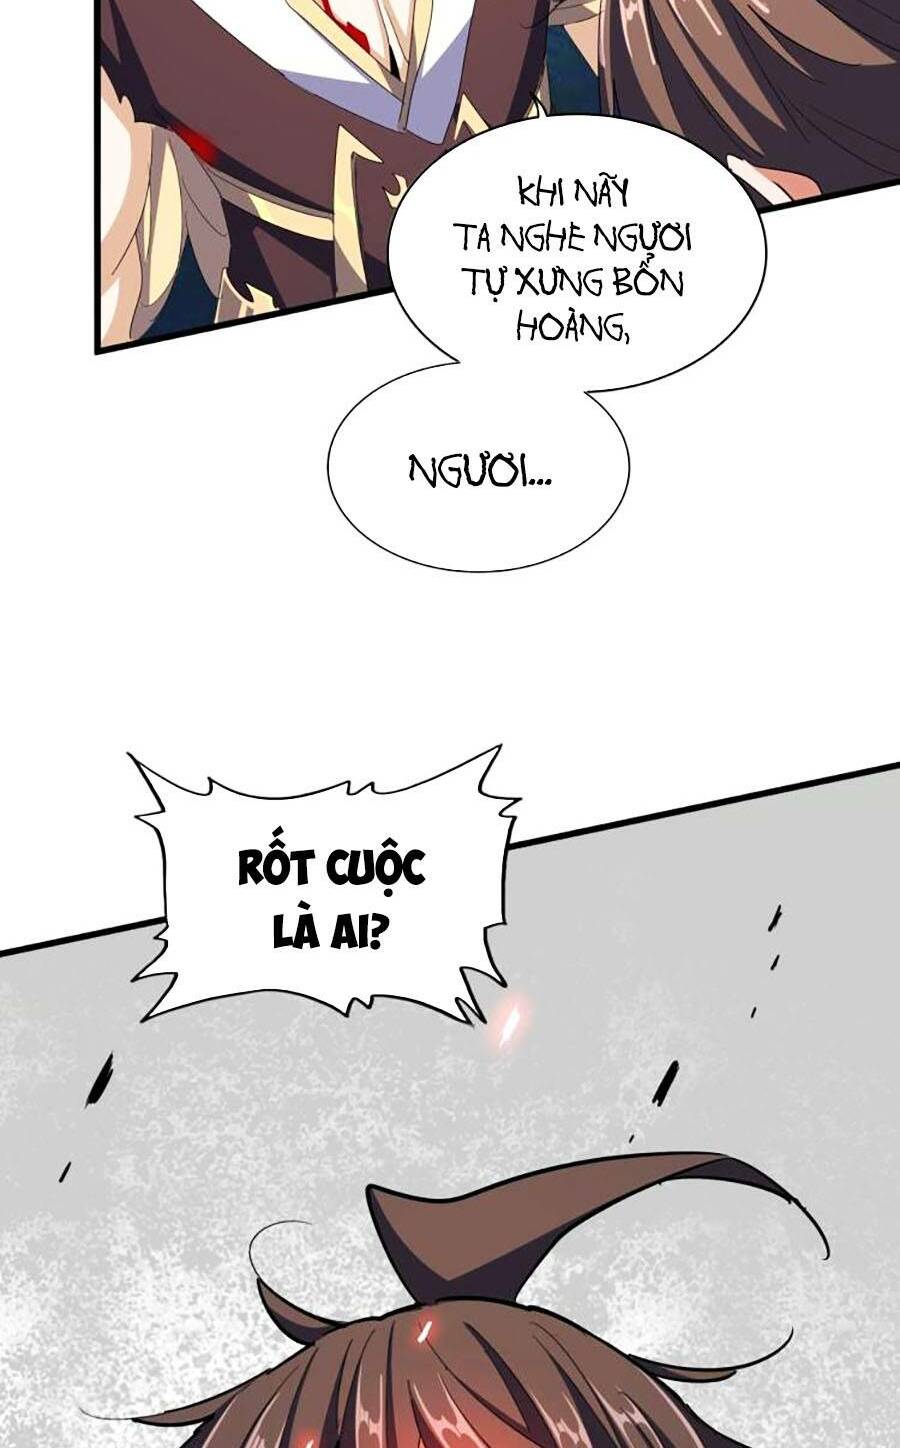 KHI NÃY
TA NGHE NGƯƠI
TỰ XƯNG BỔN
HOÀNG,
NGƯƠI...
RỐT CUỘC
LÀ AI?